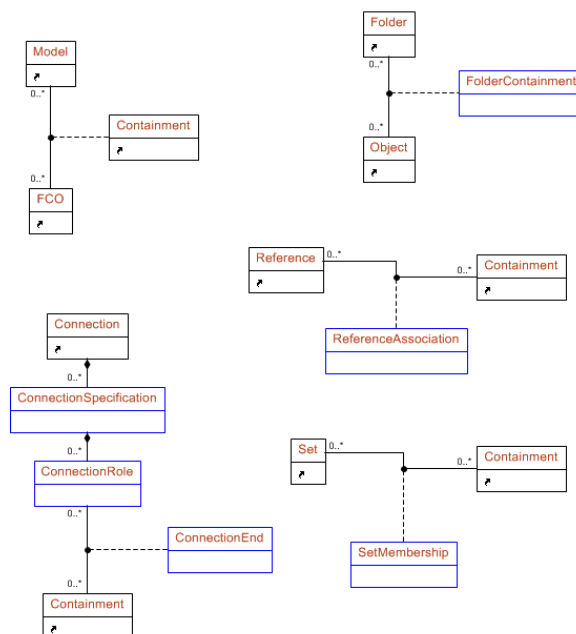 Model
0..*
Containment
0..*
FCO
Folder
0..*
FolderContainment
0..*
Object
Reference
0..*
0..*
Containment
ReferenceAssociation
Connection
0..*
ConnectionSpecification
0..*
ConnectionRole
0..*
ConnectionEnd
0..*
Containment
Set
0..*
0..*
Containment
SetMembership